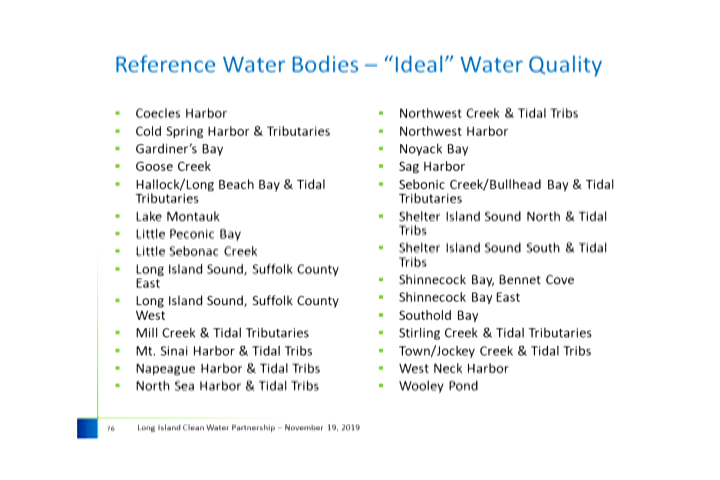 Reference Water Bodies – “Ideal” Water Quality
Coecles Harbor
Cold Spring Harbor & Tributaries
Gardiner’s Bay
Goose Creek
Hallock/Long Beach Bay & Tidal
Tributaries
Lake Montauk
Little Peconic Bay
Little Sebonac Creek
Long Island Sound, Suffolk County
East
Long Island Sound, Suffolk County
West
Mill Creek & Tidal Tributaries
Mt. Sinai Harbor & Tidal Tribs
Napeague Harbor & Tidal Tribs
North Sea Harbor & Tidal Tribs
Northwest Creek & Tidal Tribs
Northwest Harbor
Noyack Bay
Sag Harbor
Sebonic Creek/Bullhead Bay & Tidal
Tributaries
Shelter Island Sound North & Tidal
Tribs
Shelter Island Sound South & Tidal
Tribs
Shinnecock Bay, Bennet Cove
Shinnecock Bay East
Southold Bay
Stirling Creek & Tidal Tributaries
Town/Jockey Creek & Tidal Tribs
West Neck Harbor
Wooley Pond
76 Long Island Clean Water Partnership – November 19, 2019